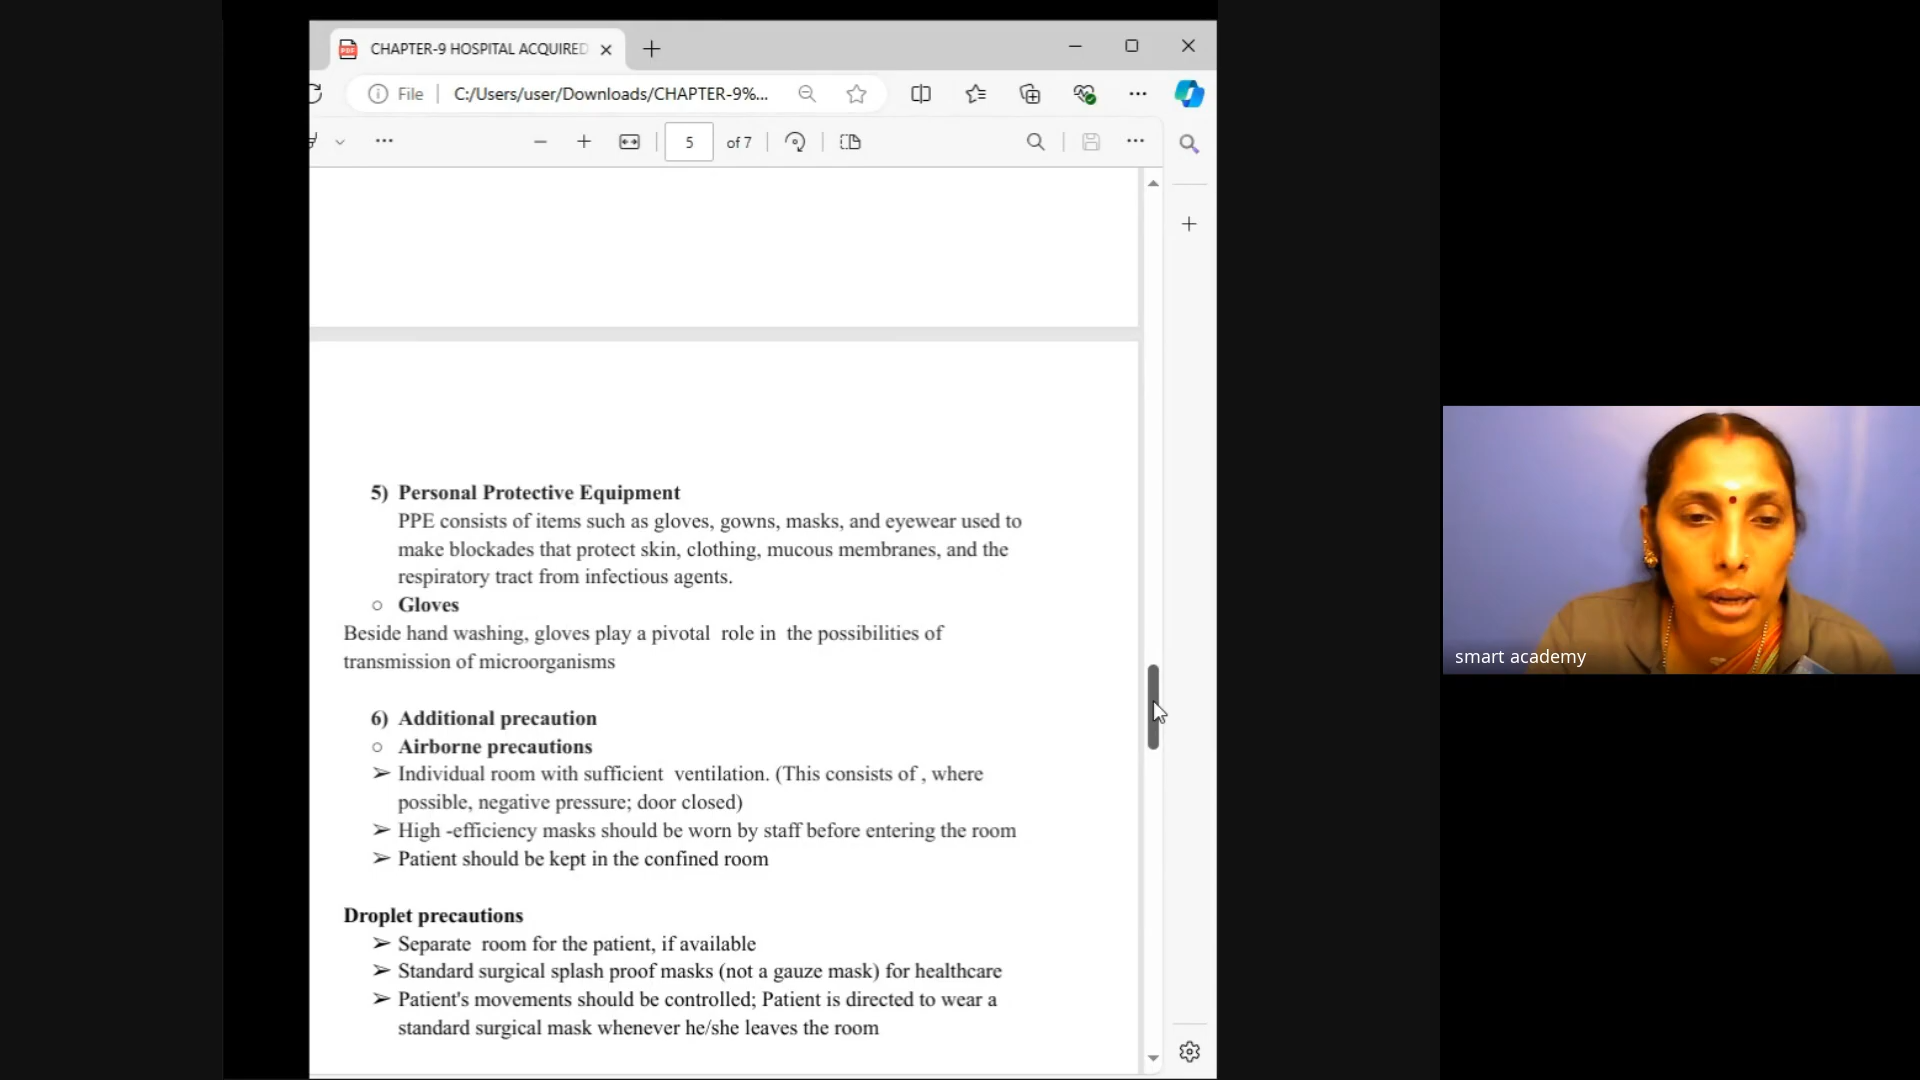 CHAPTER-9 HOSPITAL ACQUIRED
File
C:/Users/user/Downloads/CHAPTER-9%...
5 of 7
5) Personal Protective Equipment
PPE consists of items such as gloves, gowns, masks, and eyewear used to
make blockades that protect skin, clothing, mucous membranes, and the
respiratory tract from infectious agents.
○ Gloves
Beside hand washing, gloves play a pivotal role in the possibilities of
transmission of microorganisms
6) Additional precaution
○ Airborne precautions
➢ Individual room with sufficient ventilation. (This consists of , where
possible, negative pressure; door closed)
➢ High -efficiency masks should be worn by staff before entering the room
➢ Patient should be kept in the confined room
Droplet precautions
➢ Separate room for the patient, if available
➢ Standard surgical splash proof masks (not a gauze mask) for healthcare
➢ Patient's movements should be controlled; Patient is directed to wear a
standard surgical mask whenever he/she leaves the room
smart academy